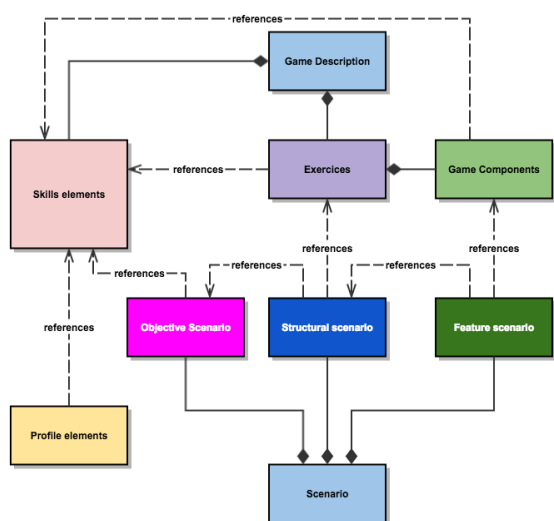 references
Game Description
Skills elements
references
Exercices
Game Components
references
references
references
references
references
Objective Scenario
Structural scenario
Feature scenario
references
Profile elements
Scenario